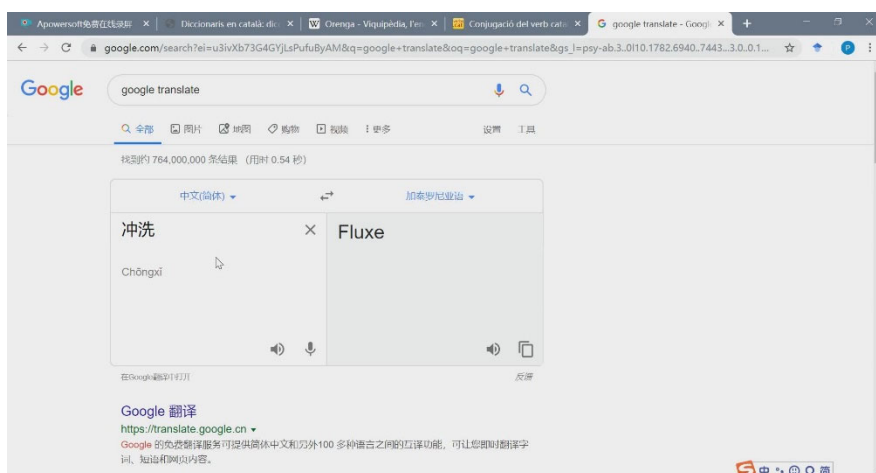 Apowersoft免费在线录屏
Diccionaris en català: dic
Orenga - Viquipèdia, l'en
Conjugació del verb cata
google translate - Googl
google.com/search?ei=u3ivXb73G4GYjLsPufuByAM&q=google+translate&oq=google+translate&gs_l=psy-ab.3..0l10.1782.6940..7443...3.0..0.1...
Google
google translate
全部 图片 地图 购物 视频 更多 设置 工具
找到约 764,000,000 条结果 (用时 0.54 秒)
中文(简体) 加泰罗尼亚语
冲洗 Fluxe
Chōngxǐ
在Google翻译中打开 反馈
Google 翻译
https://translate.google.cn
Google 的免费翻译服务可提供简体中文和另外100 多种语言之间的互译功能，可让您即时翻译字
词、短语和网页内容。
中 简